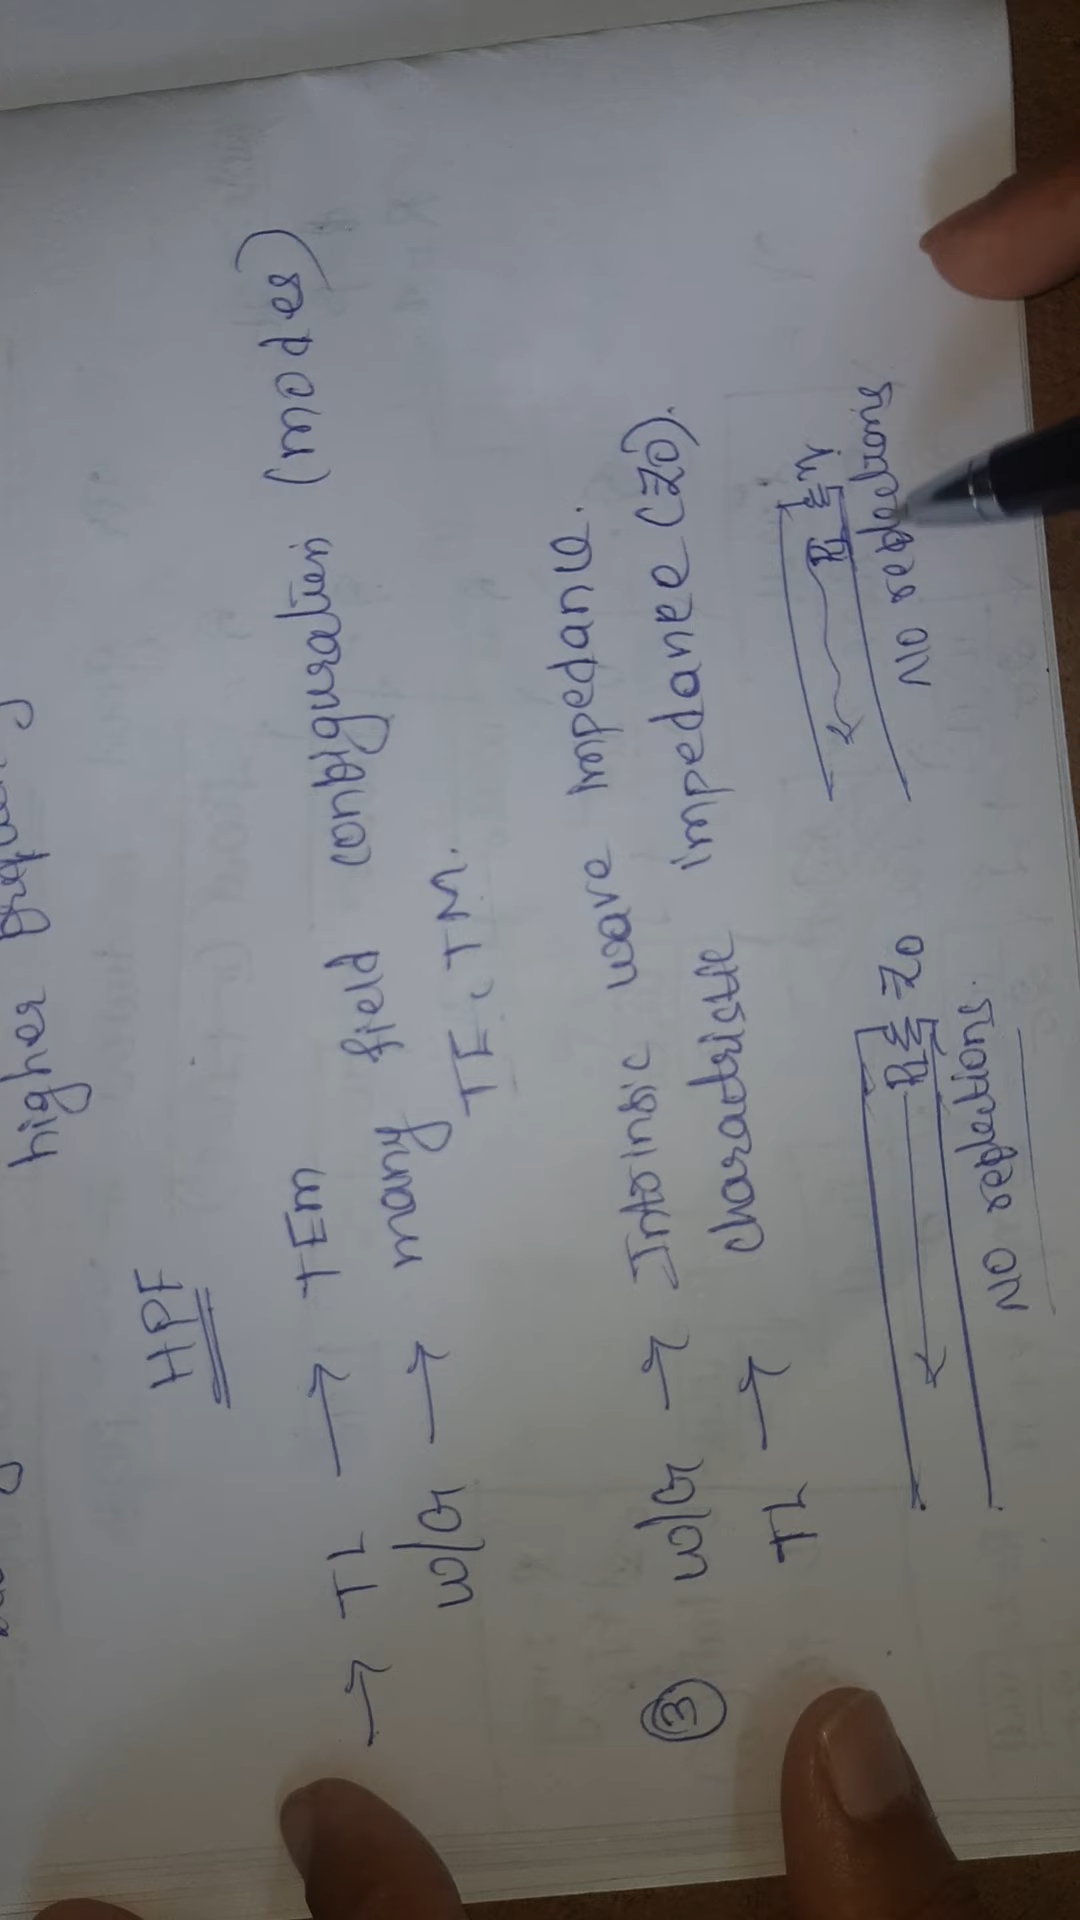 higher
HPF
→ TL → TEM
W/G → many field configuration (modes)
TE, TM.
③ W/G → Intrinsic wave impedance.
TL → charactristic impedance (Z0).
RL Z0
NO reflections.
RL η
NO reflections